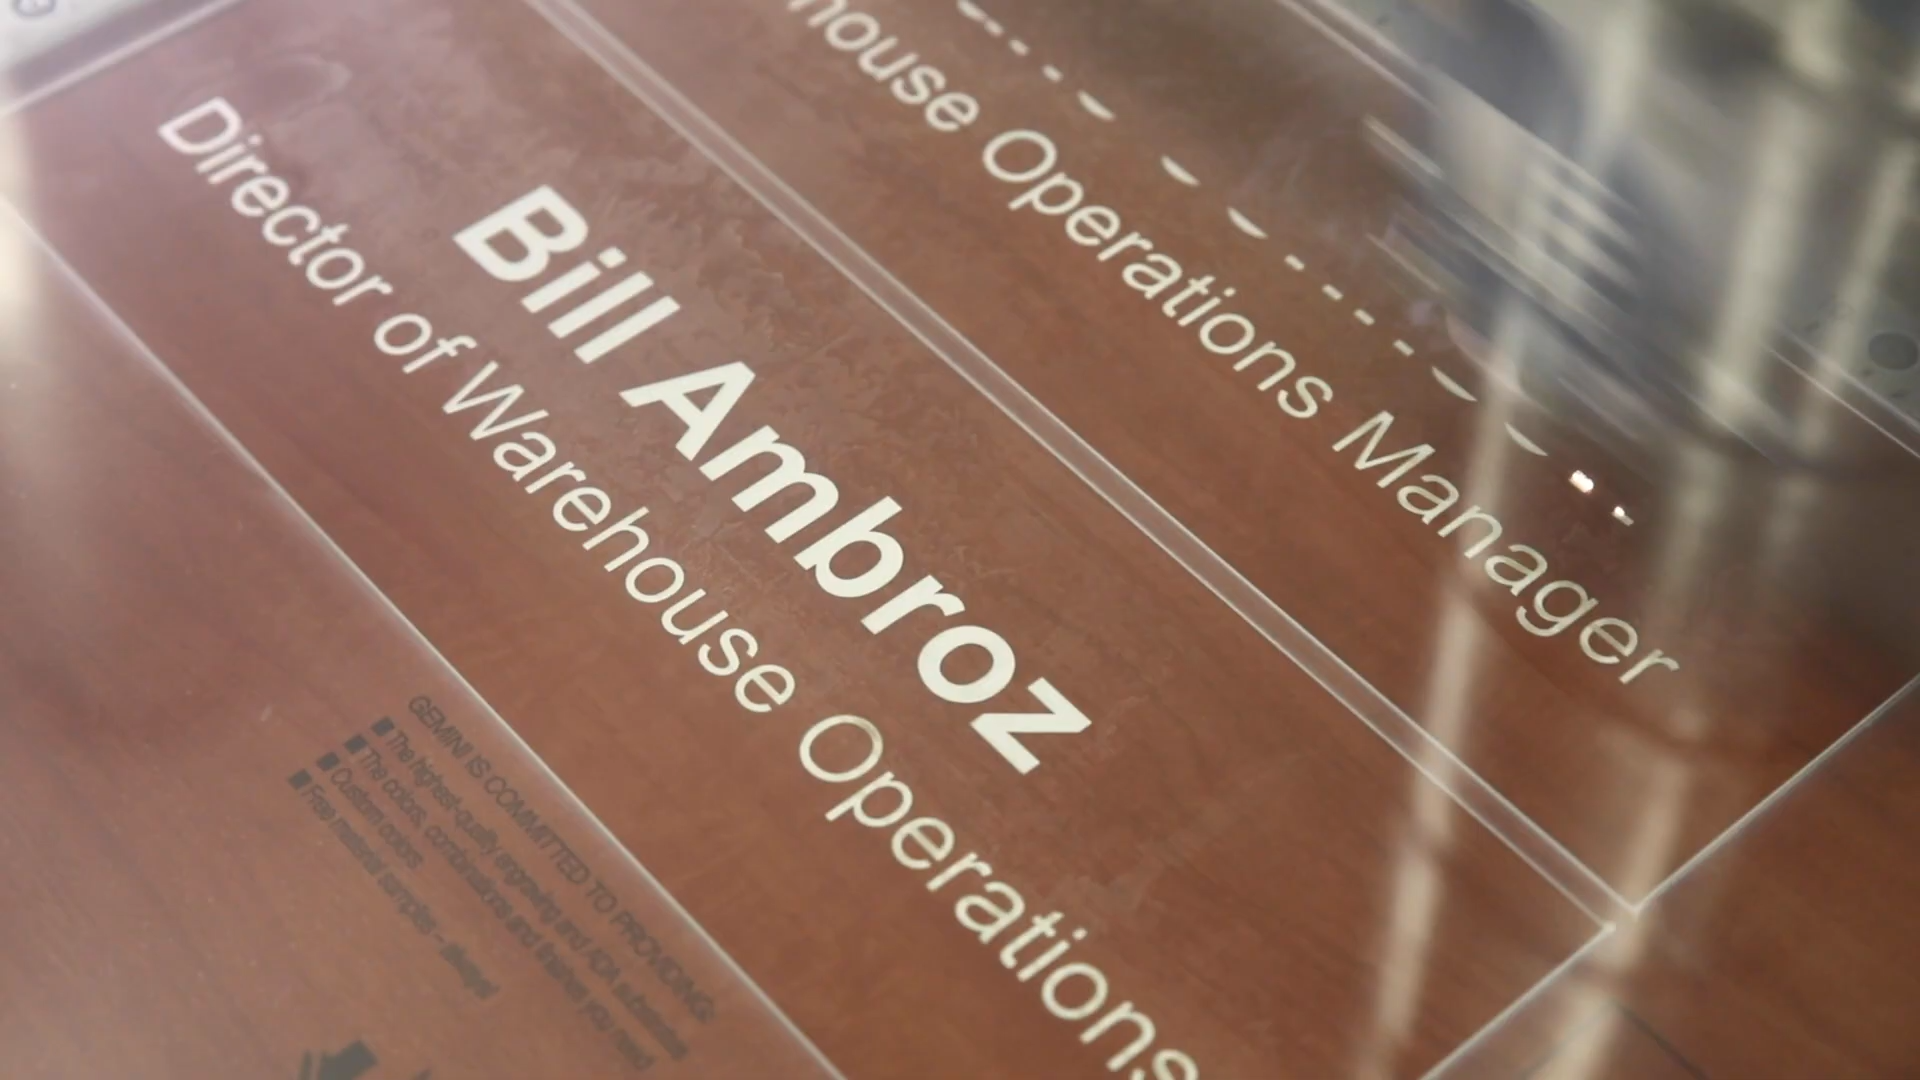 house Operations Manager
Bill Ambroz
Director of Warehouse Operations
GEMINI IS COMMITTED TO PROVIDING:
■ The highest-quality engraving and ADA substrates
■ The colors, combinations and finishes you need
■ Custom colors
■ Free material samples - always!